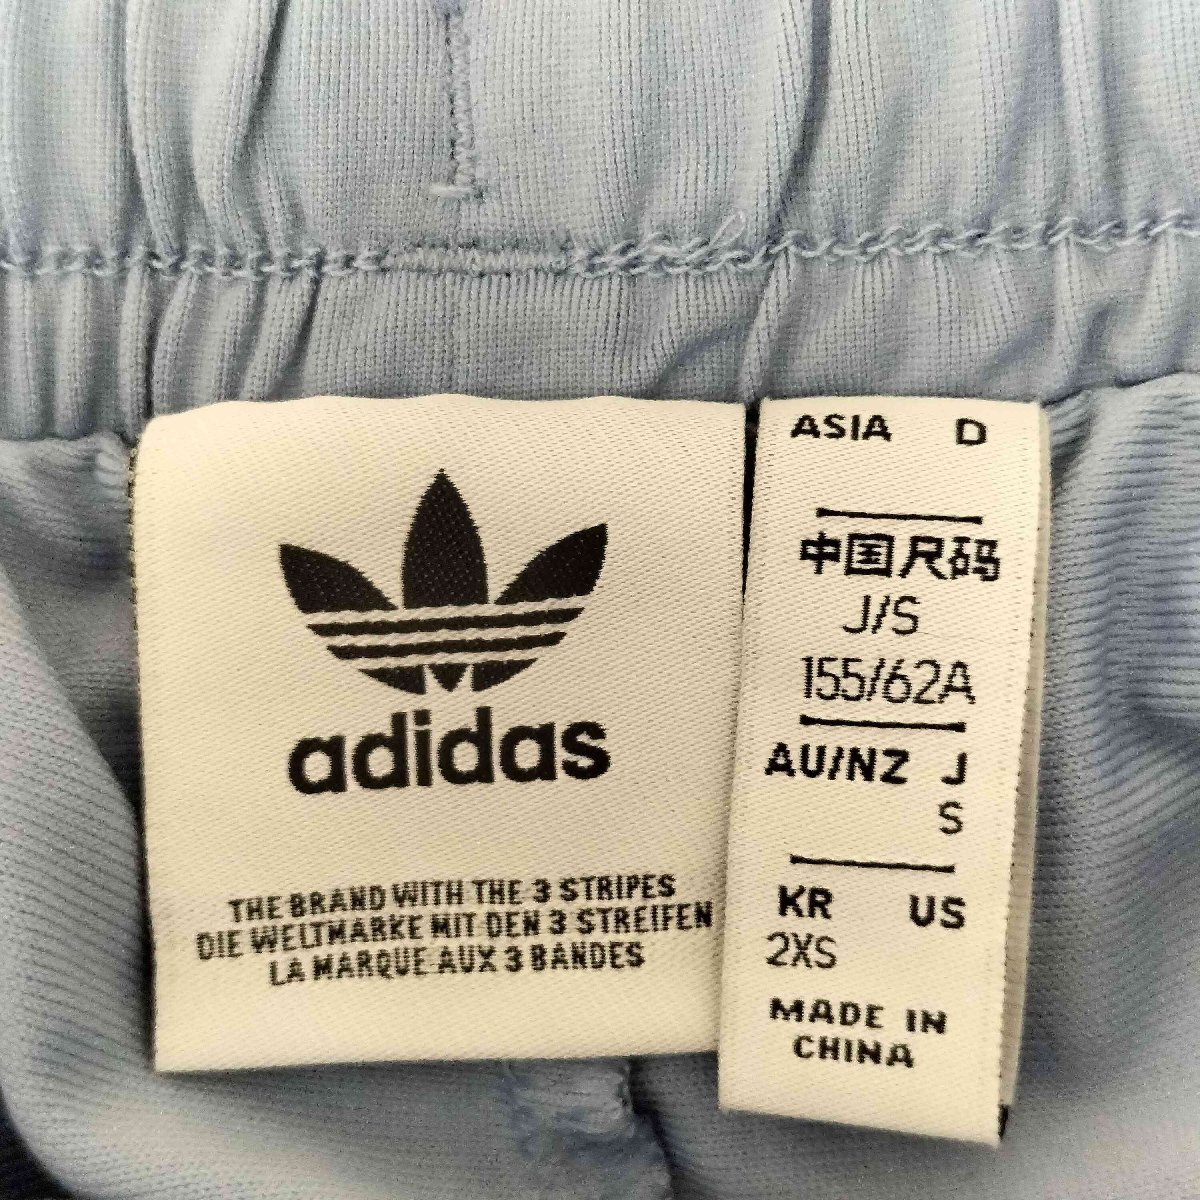 adidas
THE BRAND WITH THE 3 STRIPES
DIE WELTMARKE MIT DEN 3 STREIFEN
LA MARQUE AUX 3 BANDES
ASIA D
中国尺码
J/S
155/62A
AU/NZ J
S
KR US
2XS
MADE IN
CHINA